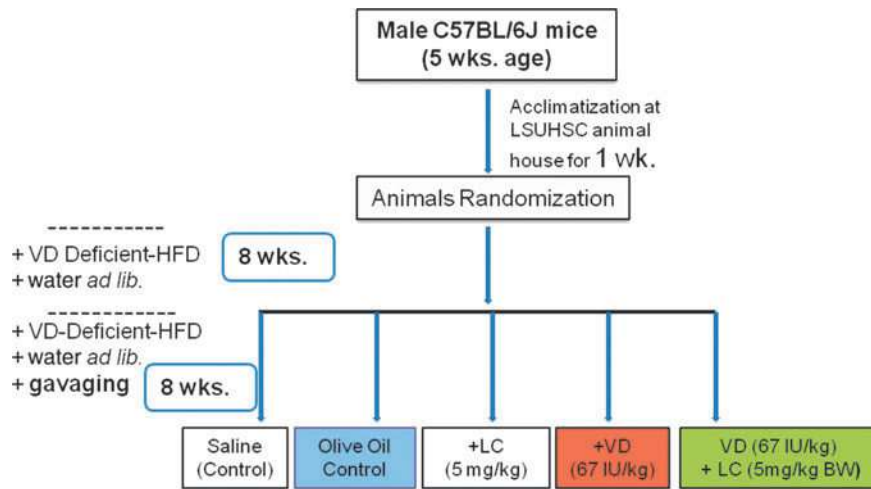 Male C57BL/6J mice
(5 wks. age)
Acclimatization at
LSUHSC animal
house for 1 wk.
Animals Randomization
-----------
+ VD Deficient-HFD
+ water ad lib.
8 wks.
------------
+ VD-Deficient-HFD
+ water ad lib.
+ gavaging
8 wks.
Saline
(Control)
Olive Oil
Control
+LC
(5 mg/kg)
+VD
(67 IU/kg)
VD (67 IU/kg)
+ LC (5mg/kg BW)